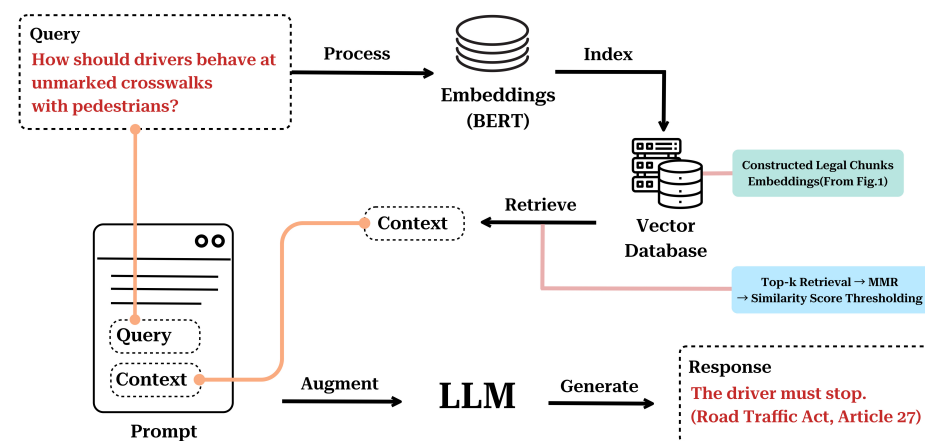 Query
How should drivers behave at
unmarked crosswalks
with pedestrians?
Process
Embeddings
(BERT)
Index
Constructed Legal Chunks
Embeddings(From Fig.1)
Vector
Database
Retrieve
Context
Top-k Retrieval → MMR
→ Similarity Score Thresholding
Query
Context
Prompt
Augment
LLM
Generate
Response
The driver must stop.
(Road Traffic Act, Article 27)